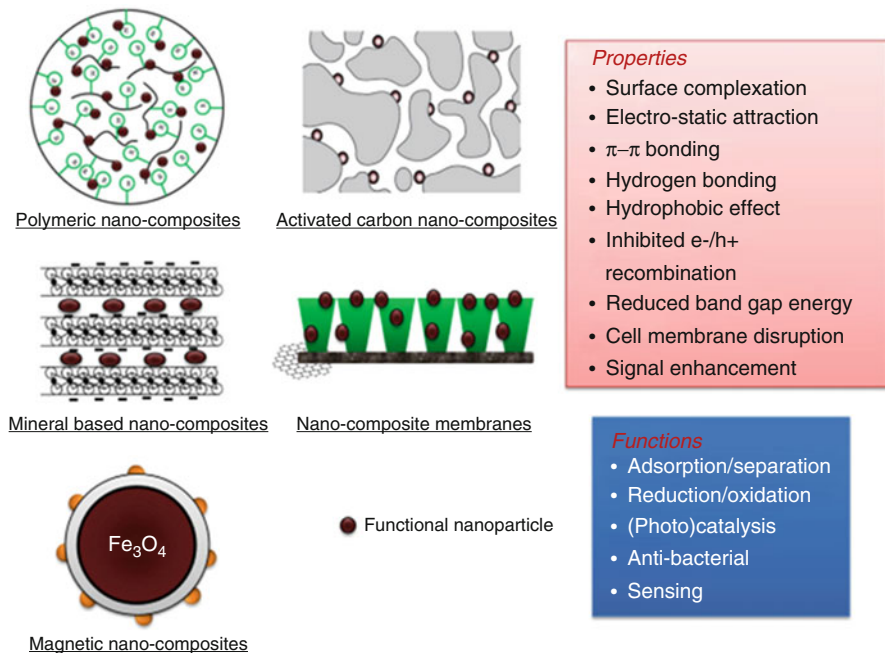 Polymeric nano-composites
Activated carbon nano-composites
Mineral based nano-composites
Nano-composite membranes
Fe₃O₄
Magnetic nano-composites
Functional nanoparticle
Properties
• Surface complexation
• Electro-static attraction
• π–π bonding
• Hydrogen bonding
• Hydrophobic effect
• Inhibited e-/h+
recombination
• Reduced band gap energy
• Cell membrane disruption
• Signal enhancement
Functions
• Adsorption/separation
• Reduction/oxidation
• (Photo)catalysis
• Anti-bacterial
• Sensing